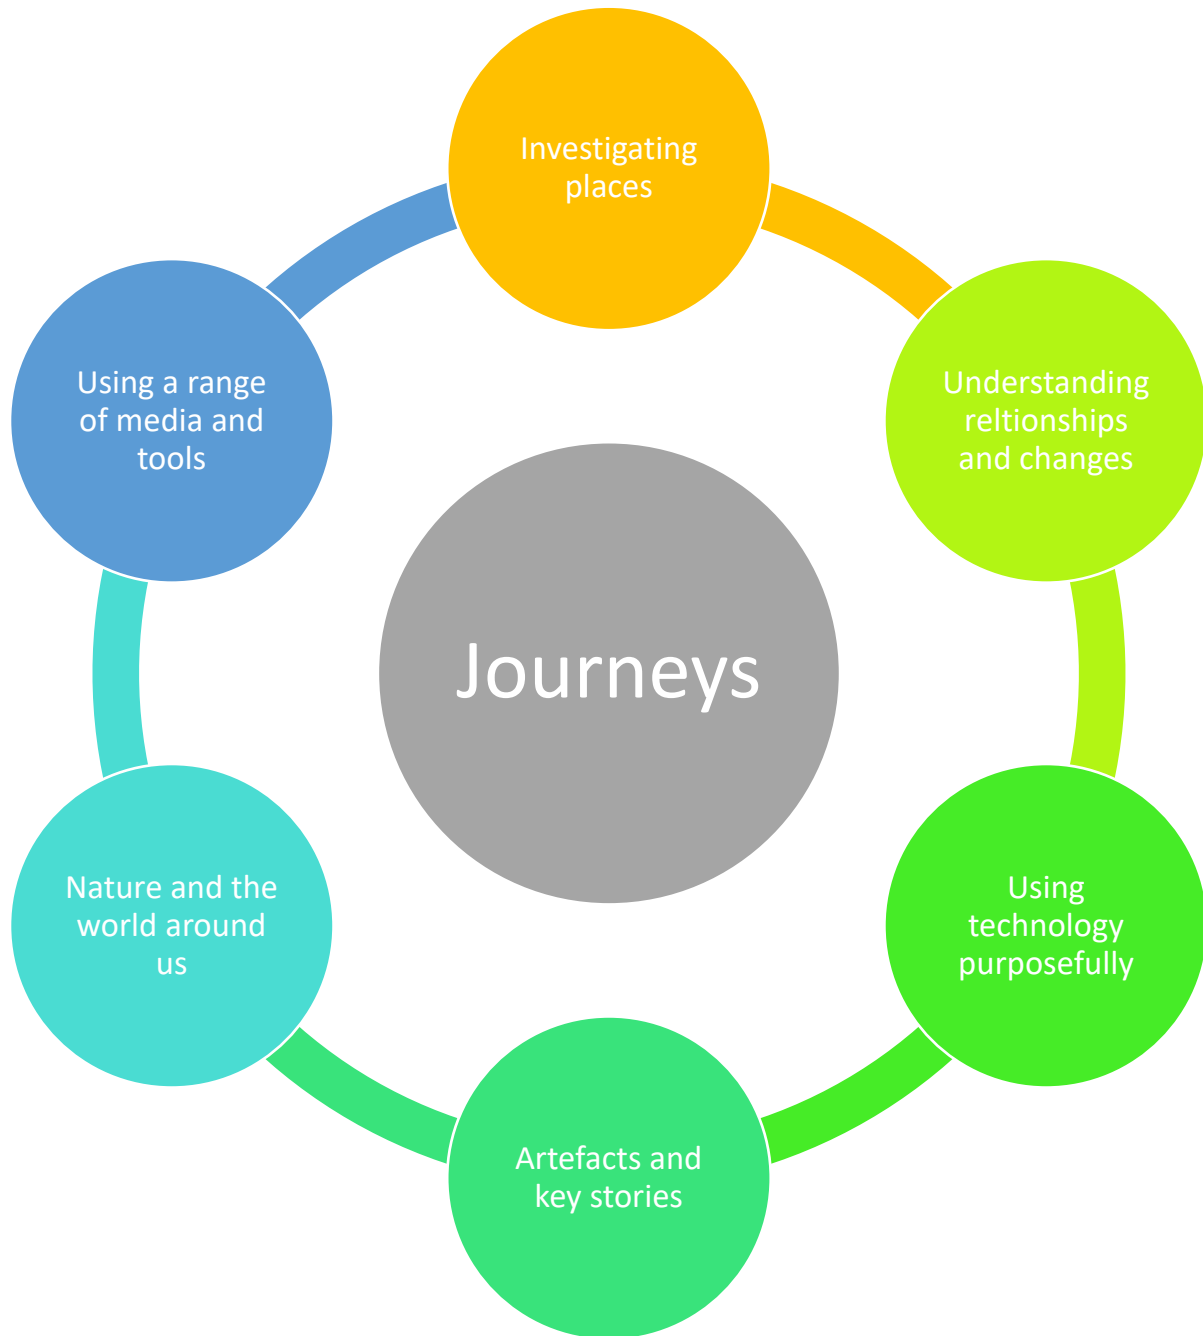 Investigating
places
Understanding
reltionships
and changes
Using
technology
purposefully
Artefacts and
key stories
Nature and the
world around
us
Using a range
of media and
tools
Journeys